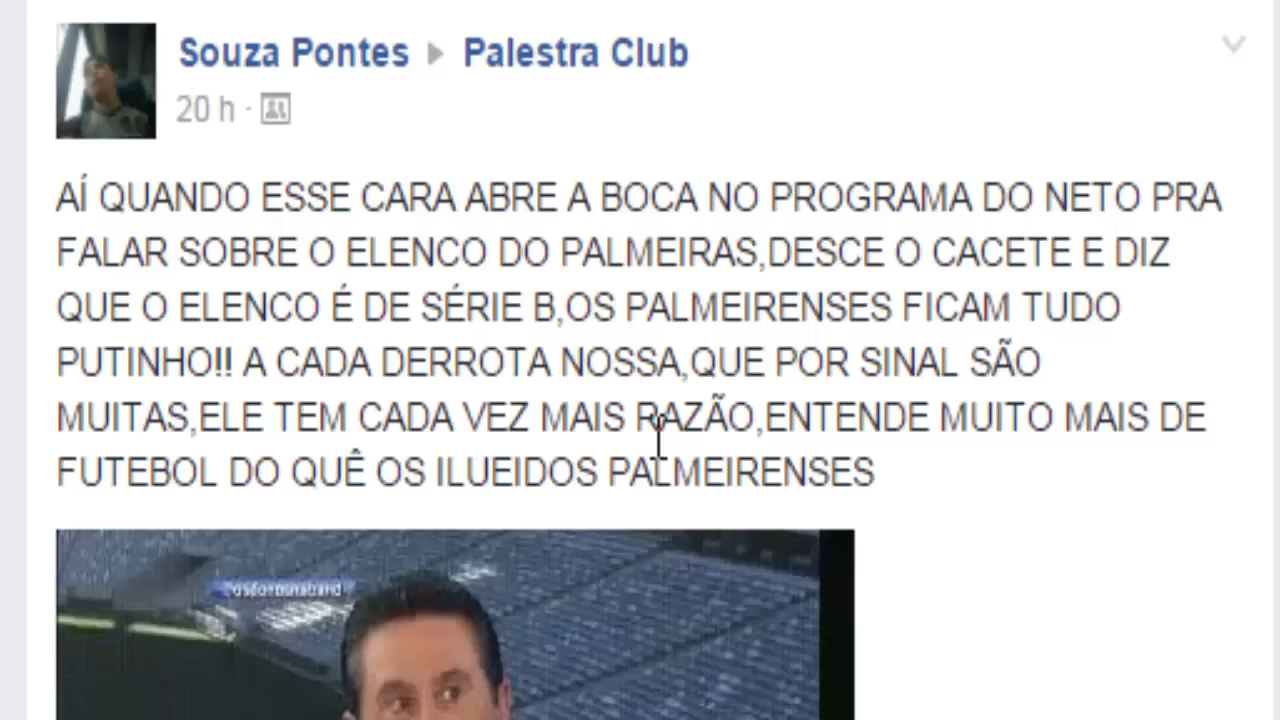 Souza Pontes ▶ Palestra Club
20 h ·
AÍ QUANDO ESSE CARA ABRE A BOCA NO PROGRAMA DO NETO PRA
FALAR SOBRE O ELENCO DO PALMEIRAS,DESCE O CACETE E DIZ
QUE O ELENCO É DE SÉRIE B,OS PALMEIRENSES FICAM TUDO
PUTINHO!! A CADA DERROTA NOSSA,QUE POR SINAL SÃO
MUITAS,ELE TEM CADA VEZ MAIS RAZÃO,ENTENDE MUITO MAIS DE
FUTEBOL DO QUÊ OS ILUEIDOS PALMEIRENSES